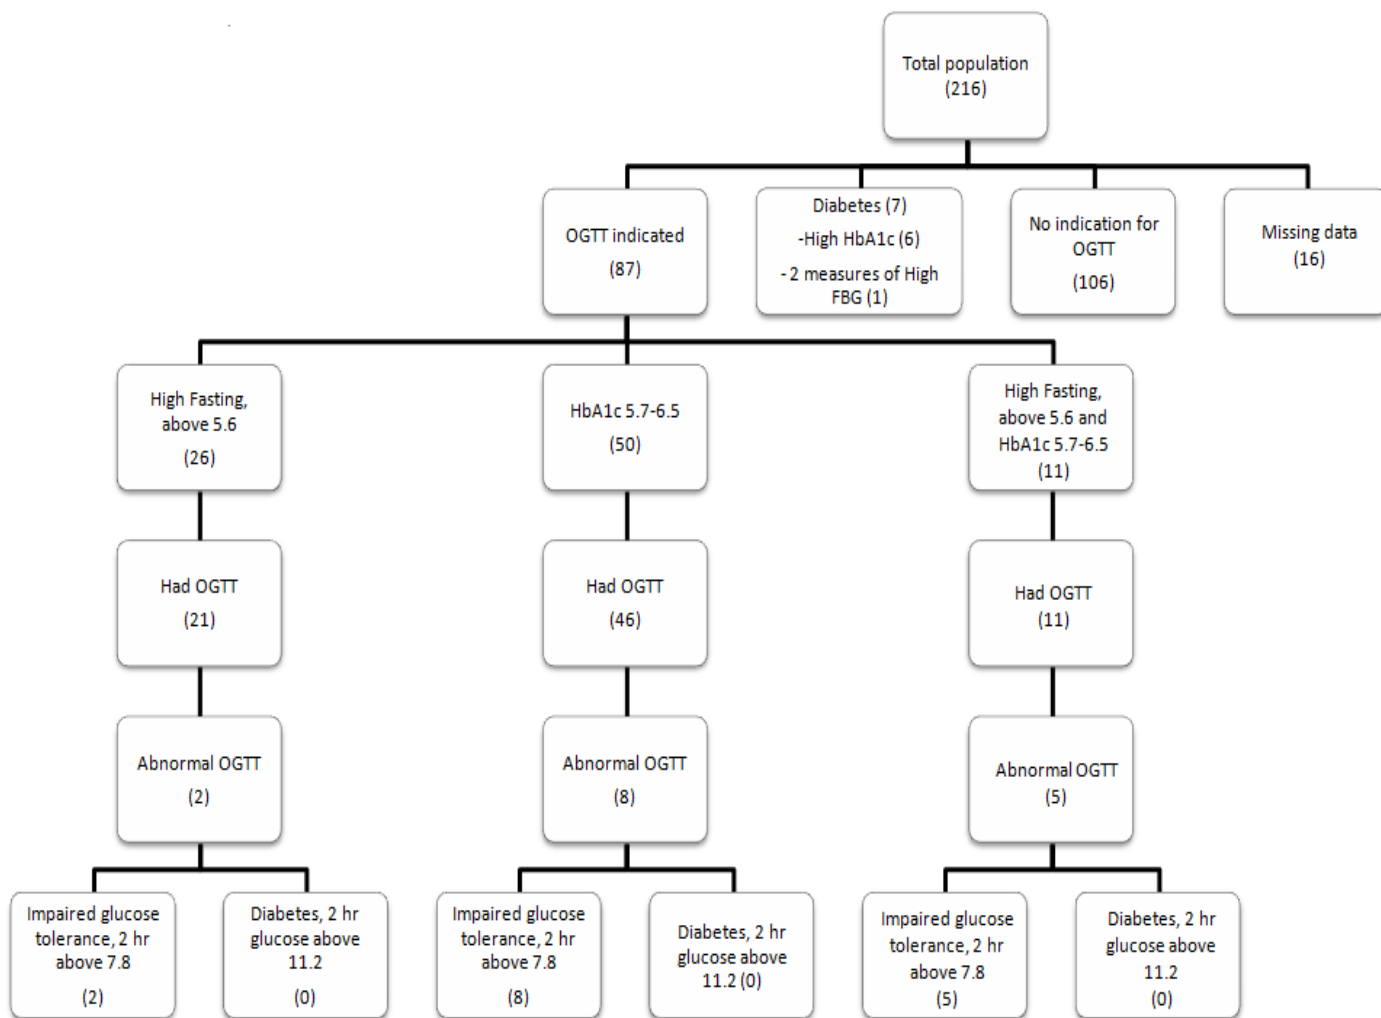 Total population
(216)
OGTT indicated
(87)
Diabetes (7)
-High HbA1c (6)
- 2 measures of High
FBG (1)
No indication for
OGTT
(106)
Missing data
(16)
High Fasting,
above 5.6
(26)
HbA1c 5.7-6.5
(50)
High Fasting,
above 5.6 and
HbA1c 5.7-6.5
(11)
Had OGTT
(21)
Had OGTT
(46)
Had OGTT
(11)
Abnormal OGTT
(2)
Abnormal OGTT
(8)
Abnormal OGTT
(5)
Impaired glucose
tolerance, 2 hr
above 7.8
(2)
Diabetes, 2 hr
glucose above
11.2
(0)
Impaired glucose
tolerance, 2 hr
above 7.8
(8)
Diabetes, 2 hr
glucose above
11.2 (0)
Impaired glucose
tolerance, 2 hr
above 7.8
(5)
Diabetes, 2 hr
glucose above
11.2
(0)